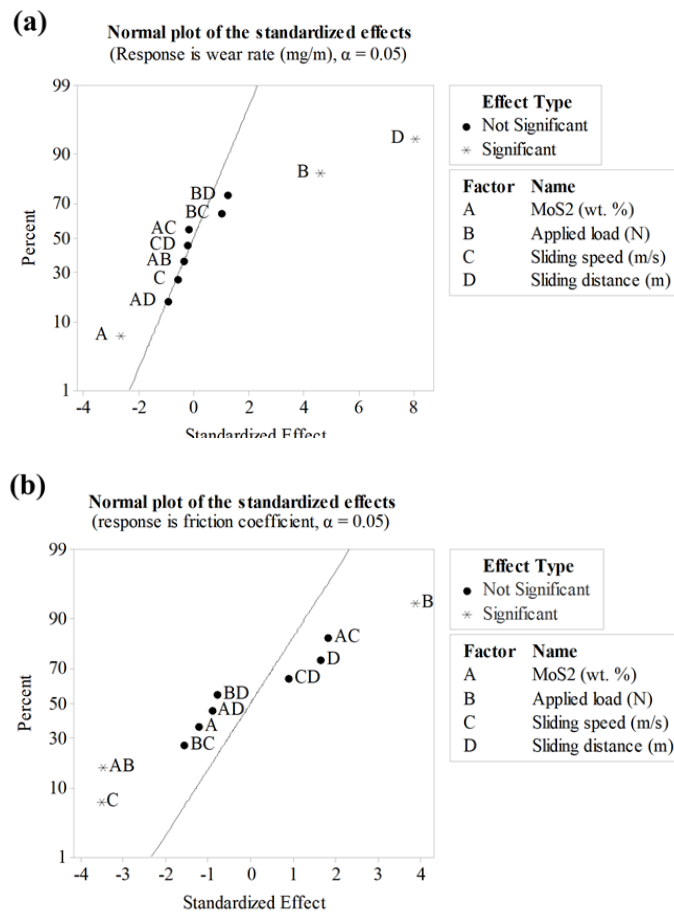 (a)
Normal plot of the standardized effects
(Response is wear rate (mg/m), α = 0.05)
Percent
99
90
70
50
30
10
1
D
B
BD
BC
AC
CD
AB
C
AD
A
-4
-2
0
2
4
6
8
Standardized Effect
Effect Type
Not Significant
Significant
Factor Name
A MoS2 (wt. %)
B Applied load (N)
C Sliding speed (m/s)
D Sliding distance (m)
(b)
Normal plot of the standardized effects
(response is friction coefficient, α = 0.05)
Percent
99
90
70
50
30
10
1
B
AC
D
CD
BD
AD
A
BC
AB
C
-4
-3
-2
-1
0
1
2
3
4
Standardized Effect
Effect Type
Not Significant
Significant
Factor Name
A MoS2 (wt. %)
B Applied load (N)
C Sliding speed (m/s)
D Sliding distance (m)